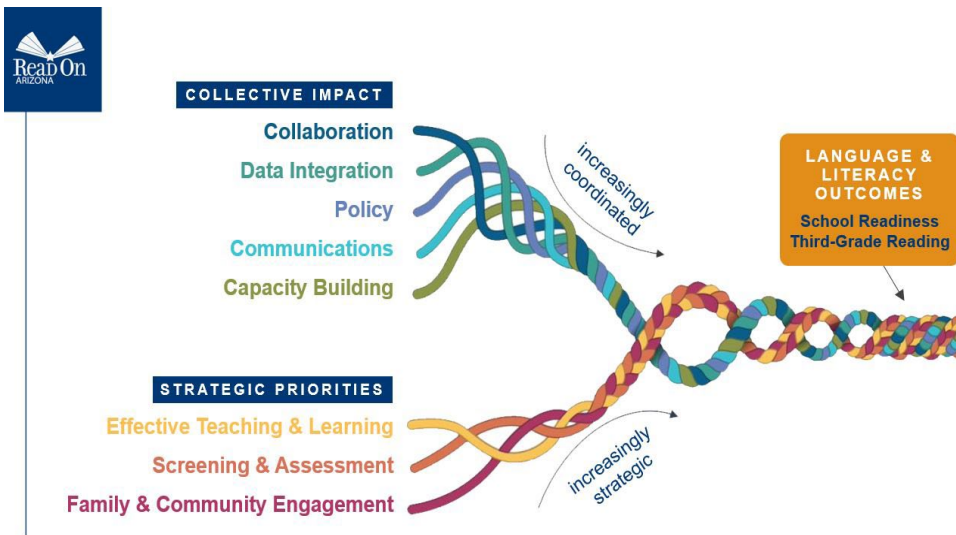 Read On
ARIZONA
COLLECTIVE IMPACT
Collaboration
Data Integration
Policy
Communications
Capacity Building
increasingly
coordinated
LANGUAGE &
LITERACY
OUTCOMES
School Readiness
Third-Grade Reading
STRATEGIC PRIORITIES
Effective Teaching & Learning
Screening & Assessment
Family & Community Engagement
increasingly
strategic